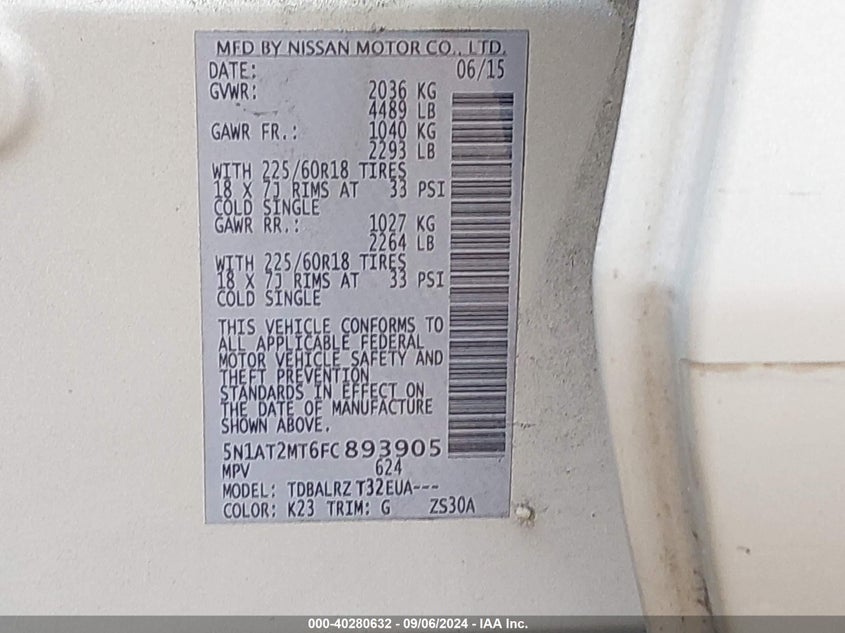 MFD BY NISSAN MOTOR CO., LTD.
DATE: 06/15
GVWR: 2036 KG
4489 LB
GAWR FR.: 1040 KG
2293 LB
WITH 225/60R18 TIRES
18 X 7J RIMS AT 33 PSI
COLD SINGLE
GAWR RR.: 1027 KG
2264 LB
WITH 225/60R18 TIRES
18 X 7J RIMS AT 33 PSI
COLD SINGLE
THIS VEHICLE CONFORMS TO
ALL APPLICABLE FEDERAL
MOTOR VEHICLE SAFETY AND
THEFT PREVENTION
STANDARDS IN EFFECT ON
THE DATE OF MANUFACTURE
SHOWN ABOVE.
5N1AT2MT6FC893905
MPV 624
MODEL: TDBALRZ T32EUA---
COLOR: K23 TRIM: G ZS30A
000-40280632 - 09/06/2024 - IAA Inc.